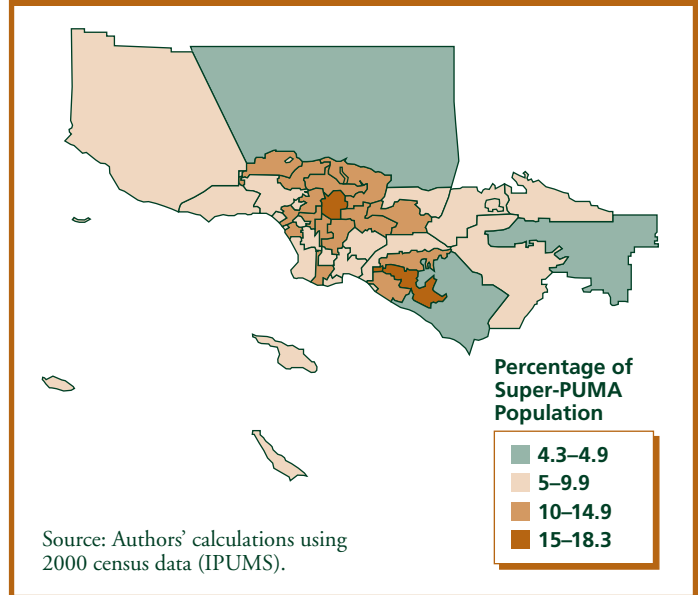 Percentage of
Super-PUMA
Population
4.3–4.9
5–9.9
10–14.9
15–18.3
Source: Authors’ calculations using
2000 census data (IPUMS).